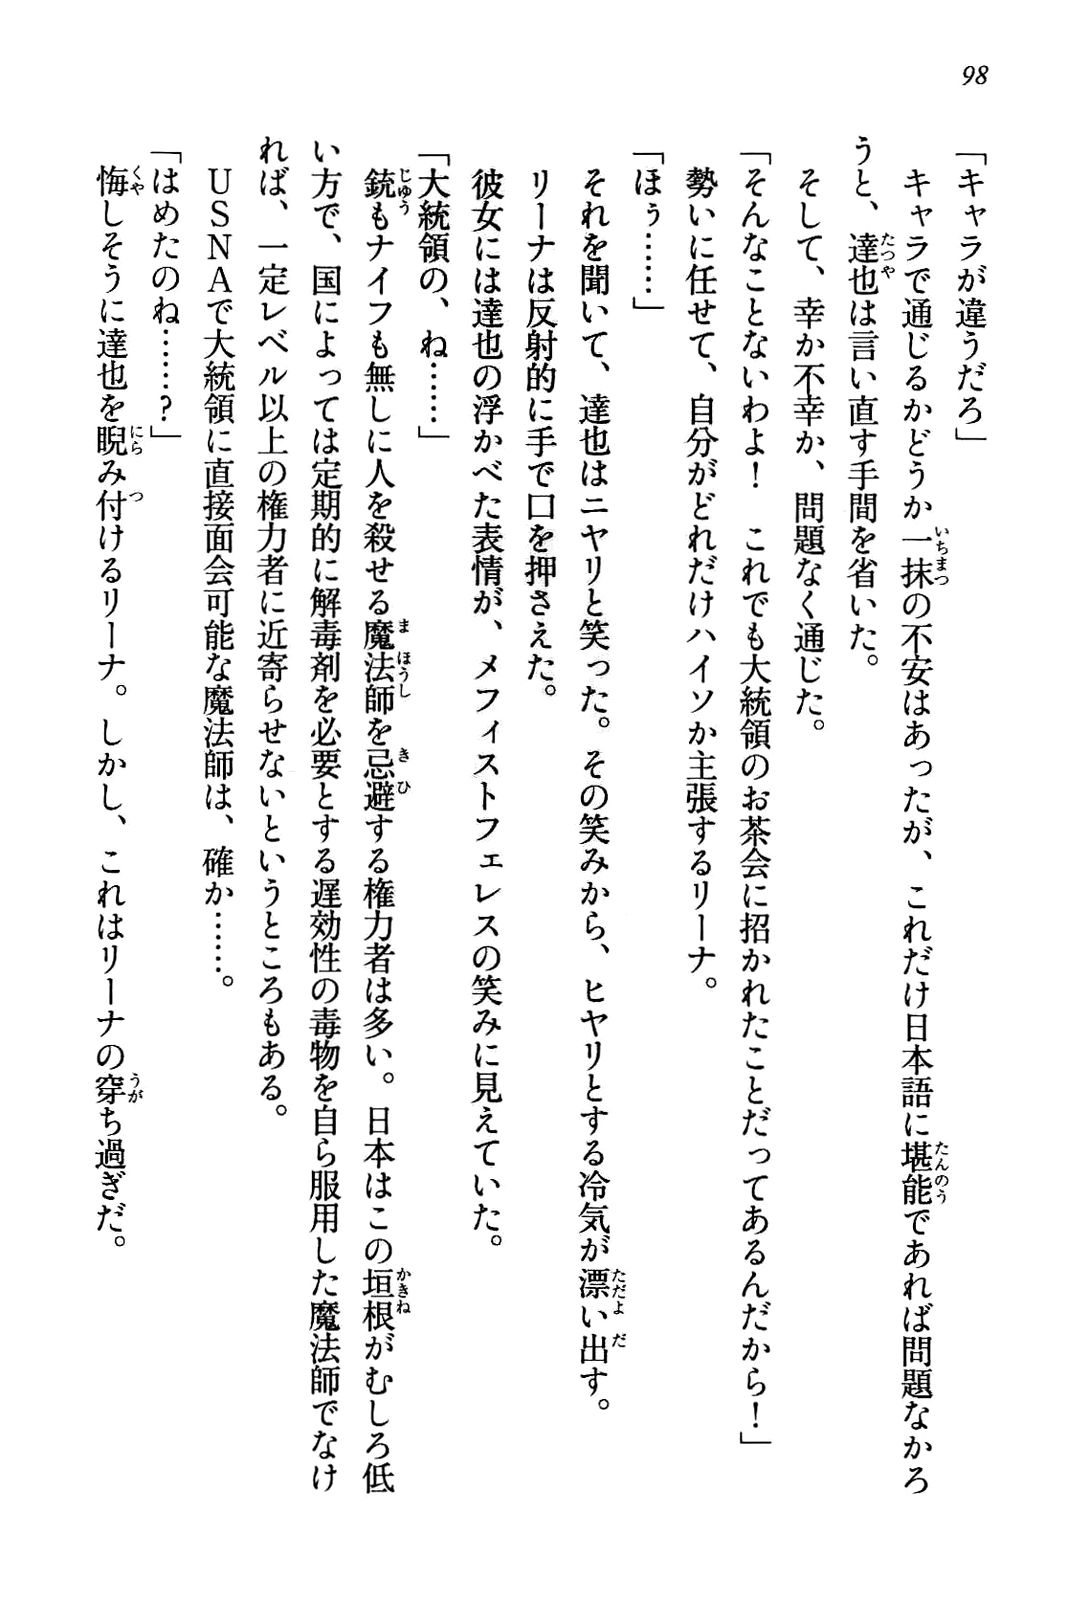 98
「キャラが違うだろ」
キャラで通じるかどうか一抹の不安はあったが、これだけ日本語に堪能であれば問題なかろ
うと、達也は言い直す手間を省いた。
そして、幸か不幸か、問題なく通じた。
「そんなことないわよ！　これでも大統領のお茶会に招かれたことだってあるんだから！」
勢いに任せて、自分がどれだけハイソか主張するリーナ。
「ほぅ……」
それを聞いて、達也はニヤリと笑った。その笑みから、ヒヤリとする冷気が漂い出す。
リーナは反射的に手で口を押さえた。
彼女には達也の浮かべた表情が、メフィストフェレスの笑みに見えていた。
「大統領の、ね……」
銃もナイフも無しに人を殺せる魔法師を忌避する権力者は多い。日本はこの垣根がむしろ低
い方で、国によっては定期的に解毒剤を必要とする遅効性の毒物を自ら服用した魔法師でなけ
れば、一定レベル以上の権力者に近寄らせないというところもある。
ＵＳＮＡで大統領に直接面会可能な魔法師は、確か……。
「はめたのね……？」
悔しそうに達也を睨み付けるリーナ。しかし、これはリーナの穿ち過ぎだ。